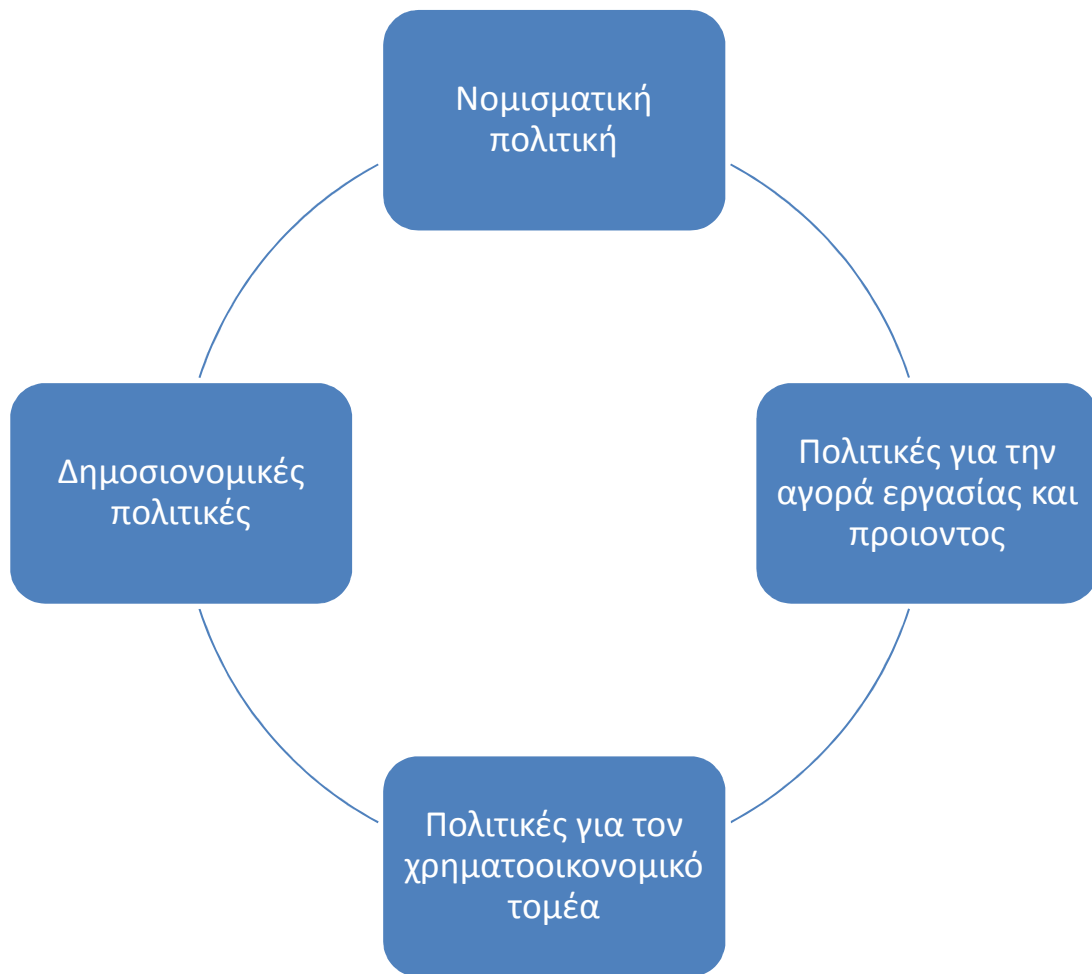 Νομισματική
πολιτική
Δημοσιονομικές
πολιτικές
Πολιτικές για την
αγορά εργασίας και
προιοντος
Πολιτικές για τον
χρηματοοικονομικό
τομέα